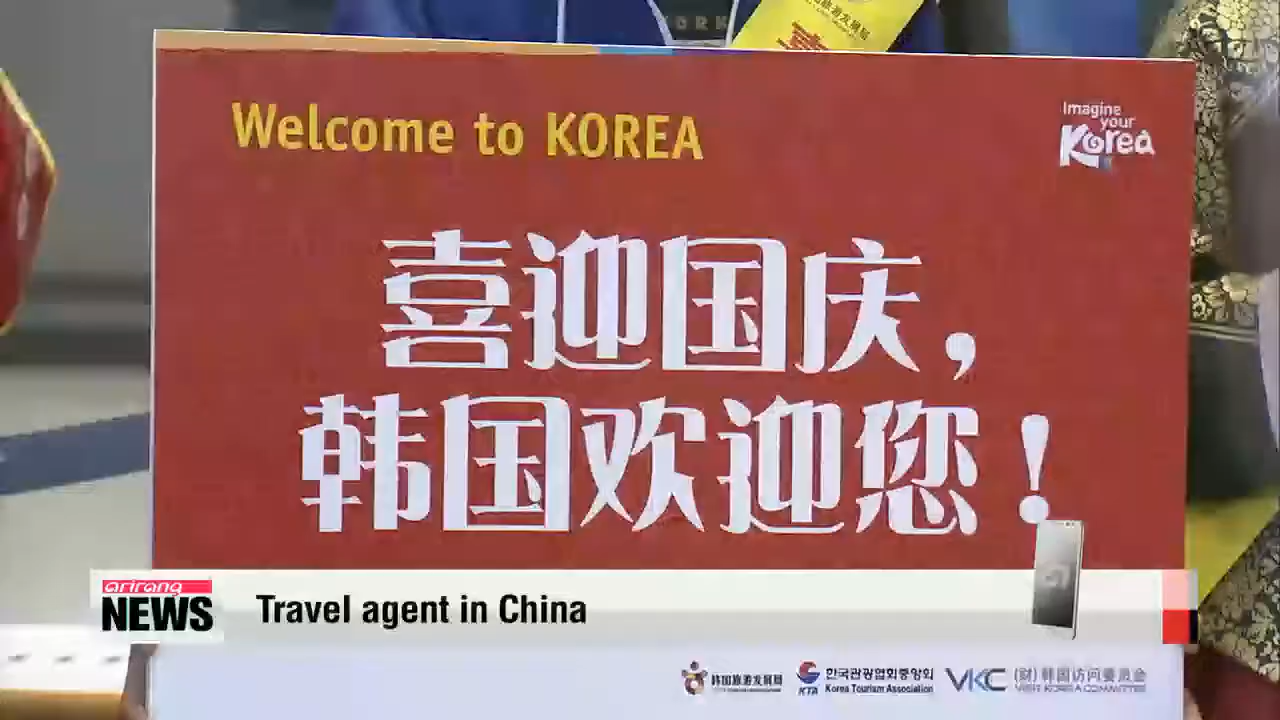 Welcome to KOREA
Imagine
your
Korea
喜迎国庆,
韩国欢迎您!
arirang
NEWS
Travel agent in China
韩国旅游发展局
한국관광협회중앙회
KTA
Korea Tourism Association
VKC
(财)韩国访问委员会
VISIT KOREA COMMITTEE